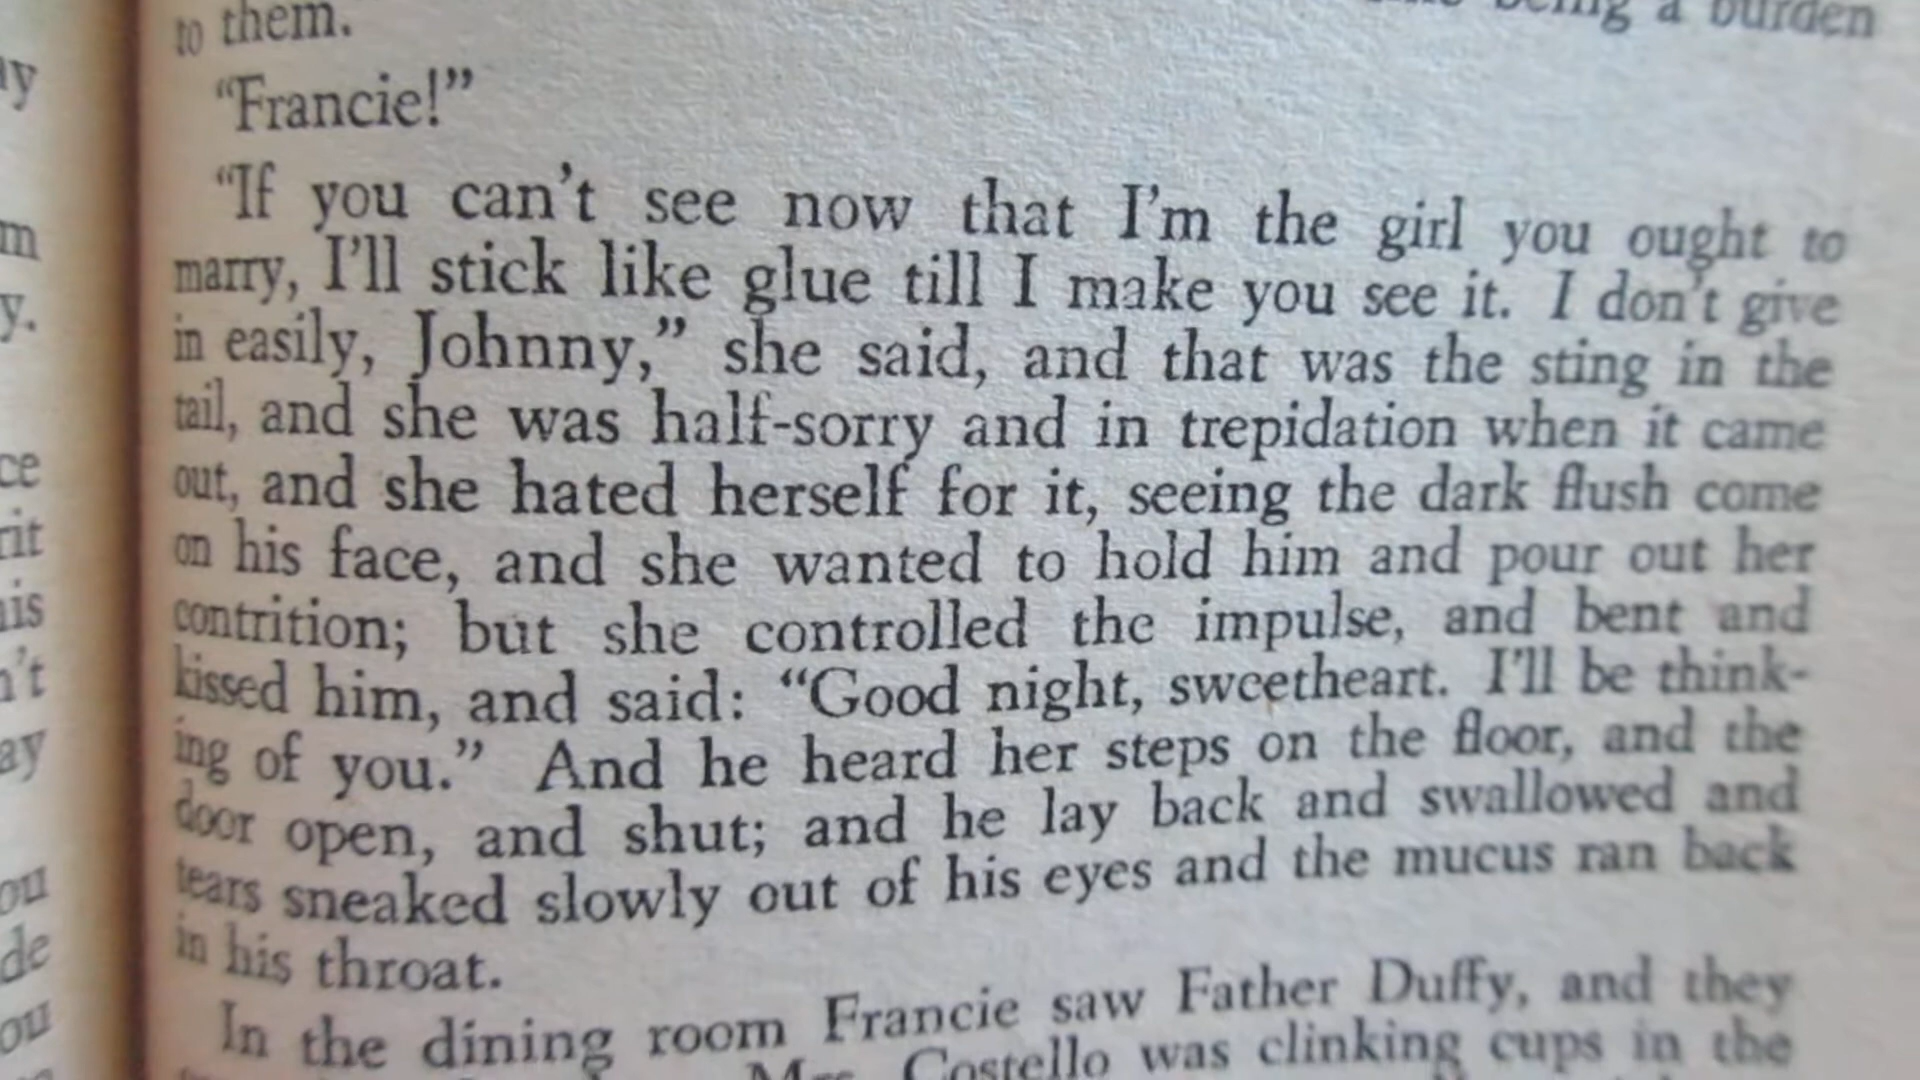 being a burden
to them.
“Francie!”
“If you can’t see now that I’m the girl you ought to
marry, I’ll stick like glue till I make you see it. I don’t give
in easily, Johnny,” she said, and that was the sting in the
tail, and she was half-sorry and in trepidation when it came
out, and she hated herself for it, seeing the dark flush come
on his face, and she wanted to hold him and pour out her
contrition; but she controlled the impulse, and bent and
kissed him, and said: “Good night, sweetheart. I’ll be think-
ing of you.” And he heard her steps on the floor, and the
door open, and shut; and he lay back and swallowed and
tears sneaked slowly out of his eyes and the mucus ran back
in his throat.
In the dining room Francie saw Father Duffy, and they
Mrs. Costello was clinking cups in the